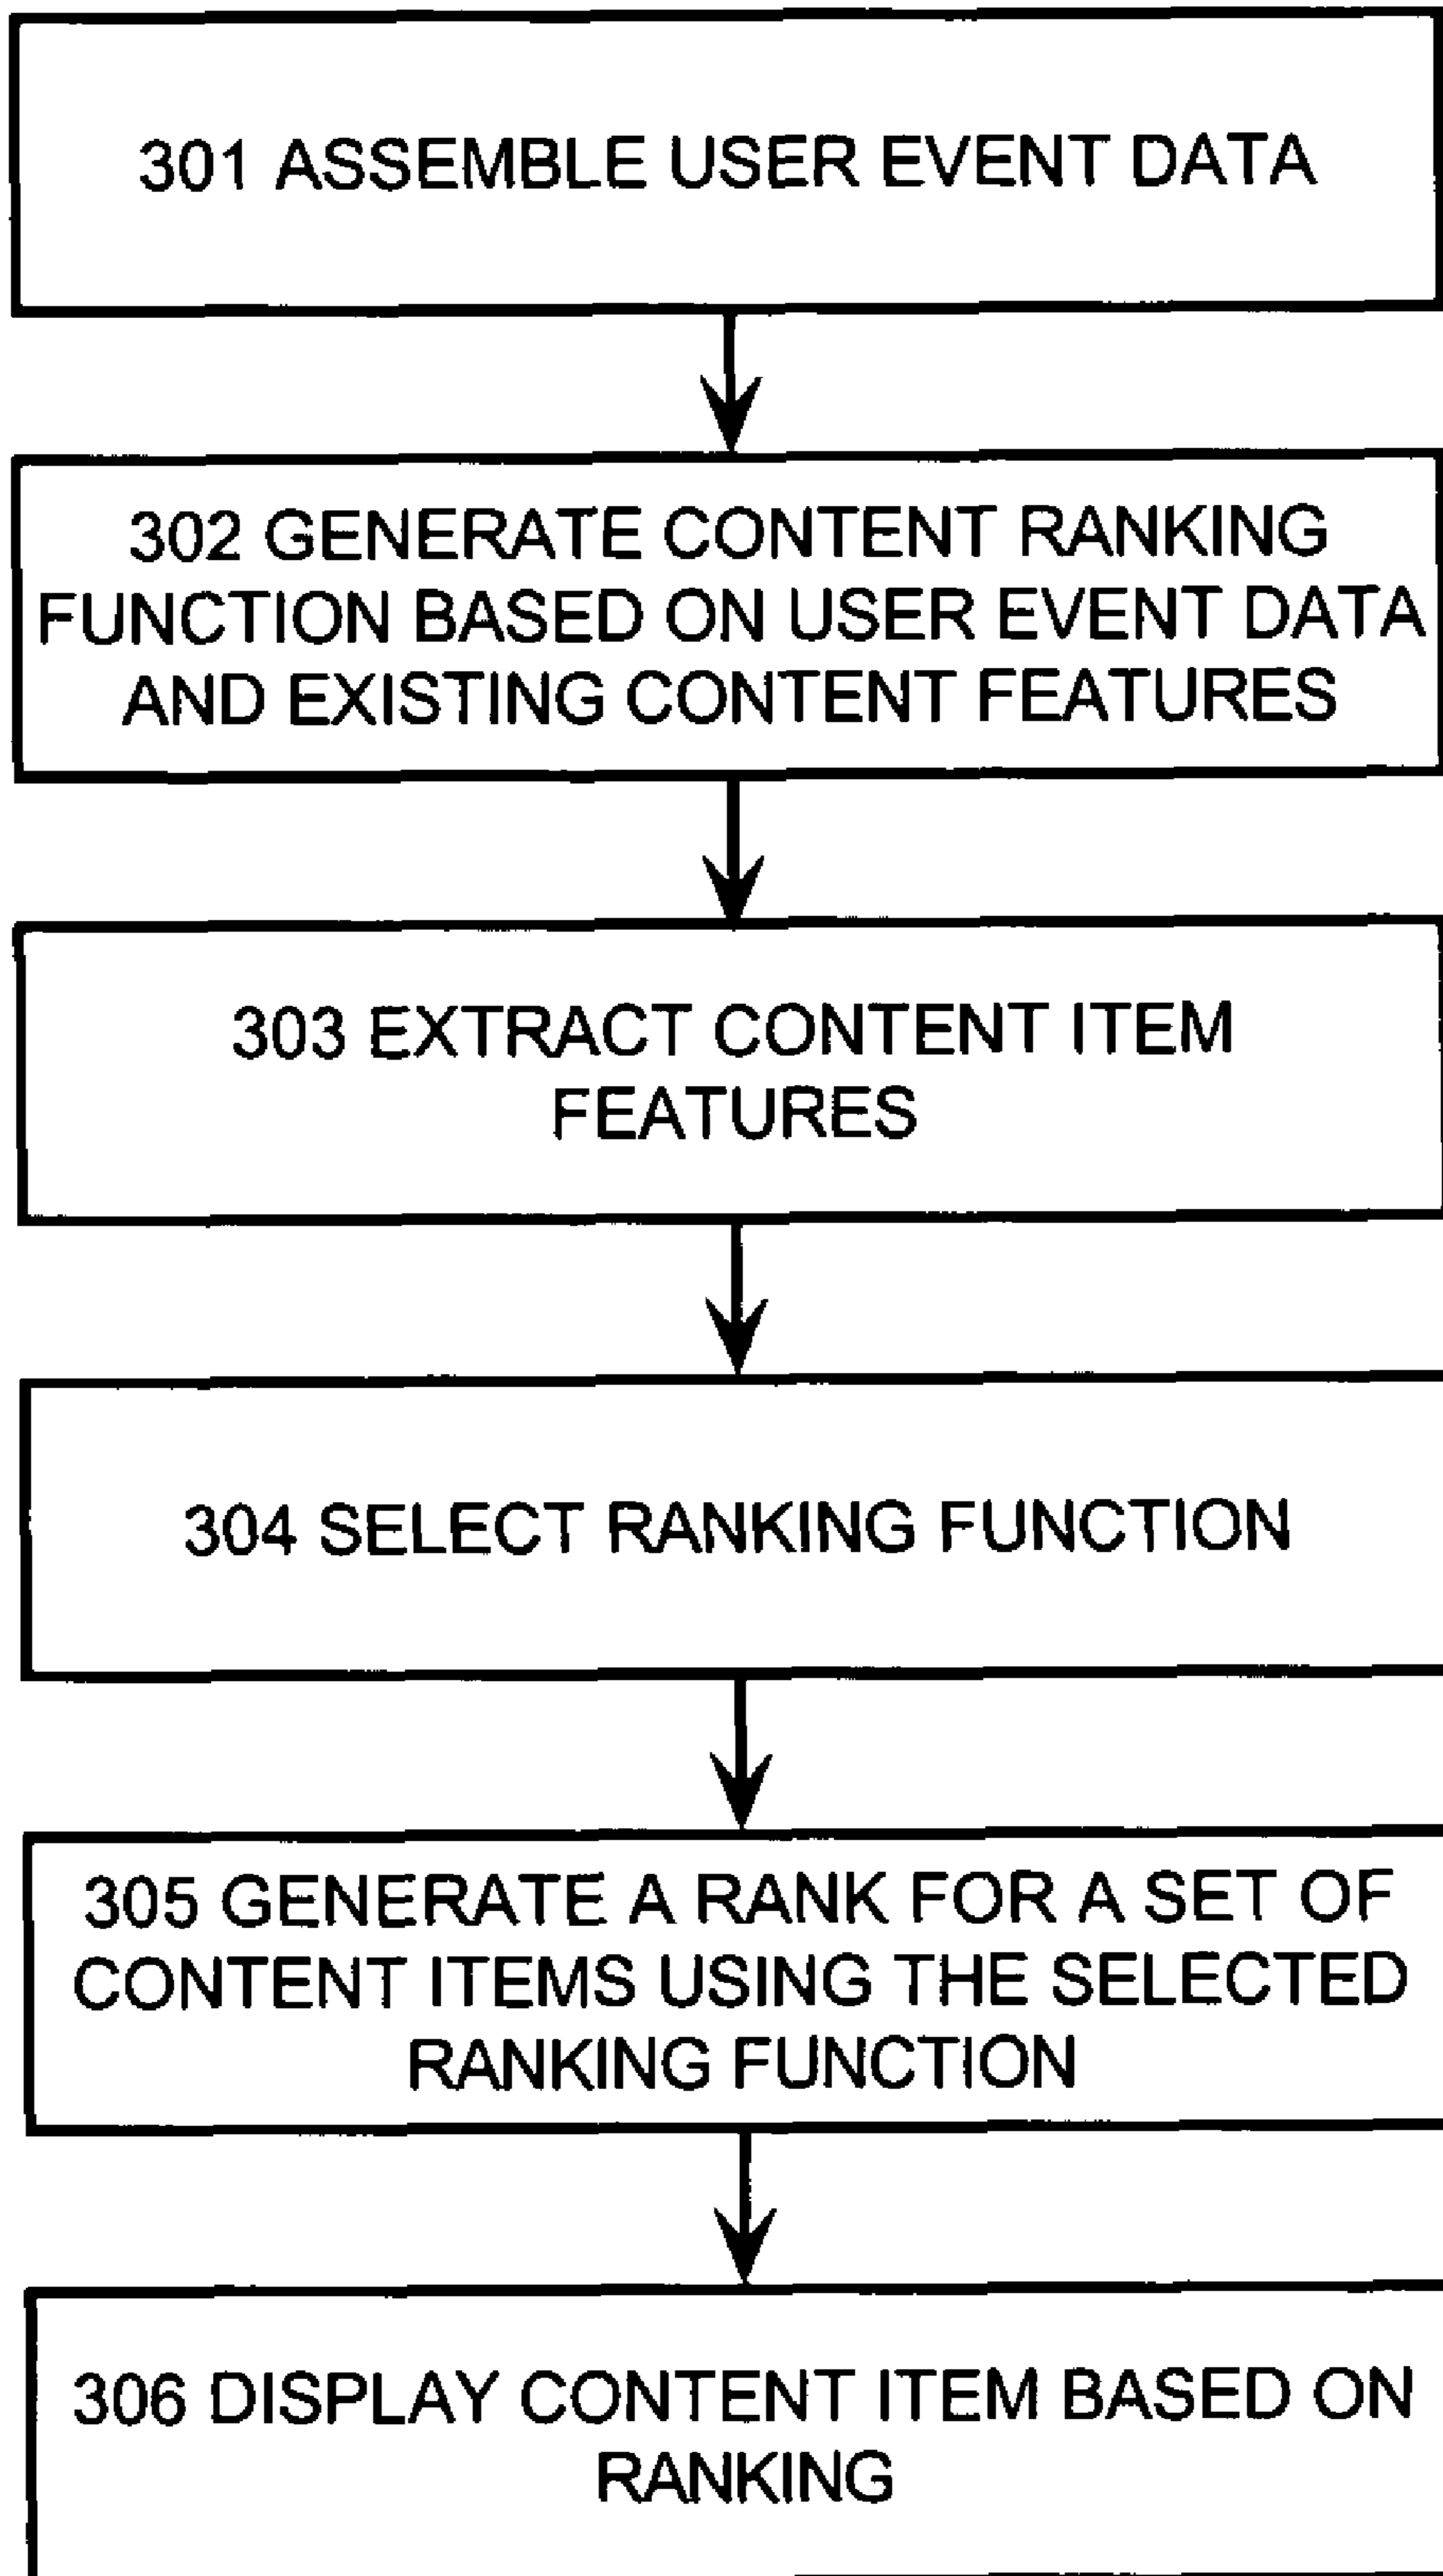 301 ASSEMBLE USER EVENT DATA
302 GENERATE CONTENT RANKING
FUNCTION BASED ON USER EVENT DATA
AND EXISTING CONTENT FEATURES
303 EXTRACT CONTENT ITEM
FEATURES
304 SELECT RANKING FUNCTION
305 GENERATE A RANK FOR A SET OF
CONTENT ITEMS USING THE SELECTED
RANKING FUNCTION
306 DISPLAY CONTENT ITEM BASED ON
RANKING